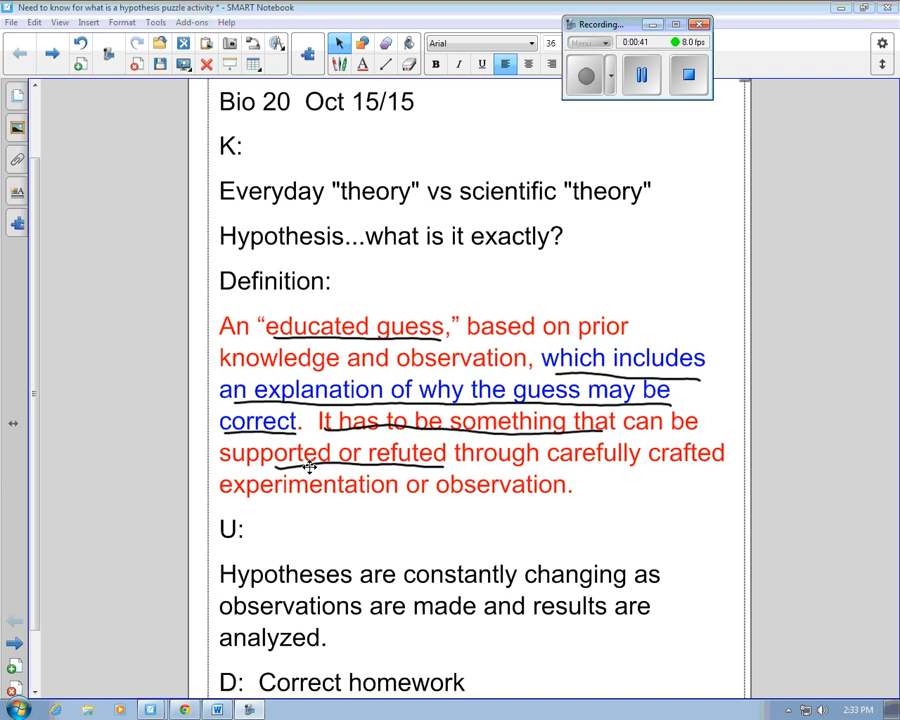 Need to know for what is a hypothesis puzzle activity * - SMART Notebook
File Edit View Insert Format Tools Add-ons Help
Recording...
Menu 0:00:41 8.0 fps
Arial 36
B I U
Bio 20 Oct 15/15
K:
Everyday "theory" vs scientific "theory"
Hypothesis...what is it exactly?
Definition:
An “educated guess,” based on prior
knowledge and observation, which includes
an explanation of why the guess may be
correct. It has to be something that can be
supported or refuted through carefully crafted
experimentation or observation.
U:
Hypotheses are constantly changing as
observations are made and results are
analyzed.
D: Correct homework
2:33 PM